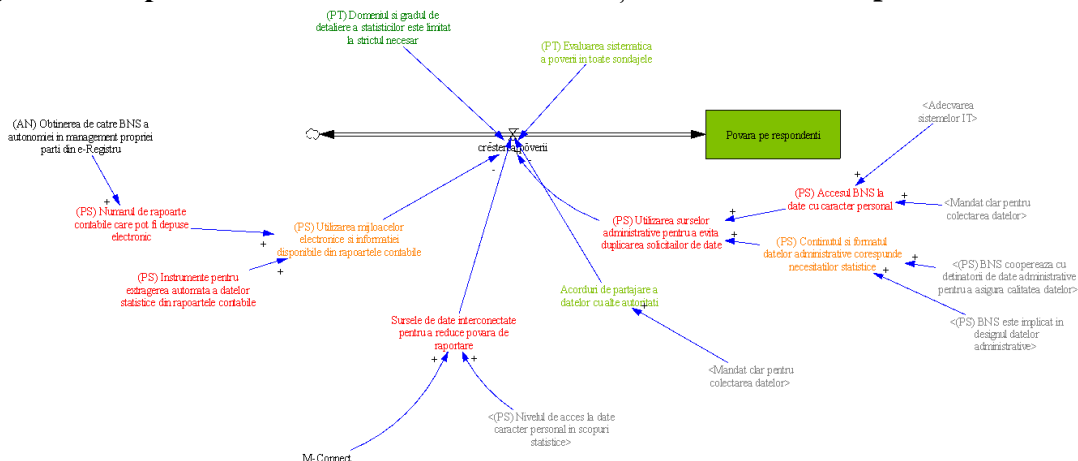 (PT) Domeniul si gradul de
detaliere a statisticilor este limitat
la strictul necesar
(PT) Evaluarea sistematica
a poverii in toate sondajele
<Adecvarea
sistemelor IT>
(AN) Obtinerea de catre BNS a
autonomiei in management propriei
parti din e-Registru
Povara pe respondenti
cresterea poverii
(PS) Accesul BNS la
date cu caracter personal
<Mandat clar pentru
colectarea datelor>
(PS) Numarul de rapoarte
contabile care pot fi depuse
electronic
(PS) Utilizarea mijloacelor
electronice si informatiei
disponibile din rapoartele contabile
(PS) Utilizarea surselor
administrative pentru a evita
duplicarea solicitailor de date
(PS) Continutul si formatul
datelor administrative corespunde
necesitatilor statistice
(PS) Instrumente pentru
extragerea automata a datelor
statistice din rapoartele contabile
<(PS) BNS coopereaza cu
detinatorii de date administrative
pentru a asigura calitatea datelor>
Acorduri de partajare a
datelor cu alte autoritati
Sursele de date interconectate
pentru a reduce povara de
raportare
<(PS) BNS este implicat in
designul datelor
administrative>
<Mandat clar pentru
colectarea datelor>
<(PS) Nivelul de acces la date
caracter personal in scopuri
statistice>
M-Connect